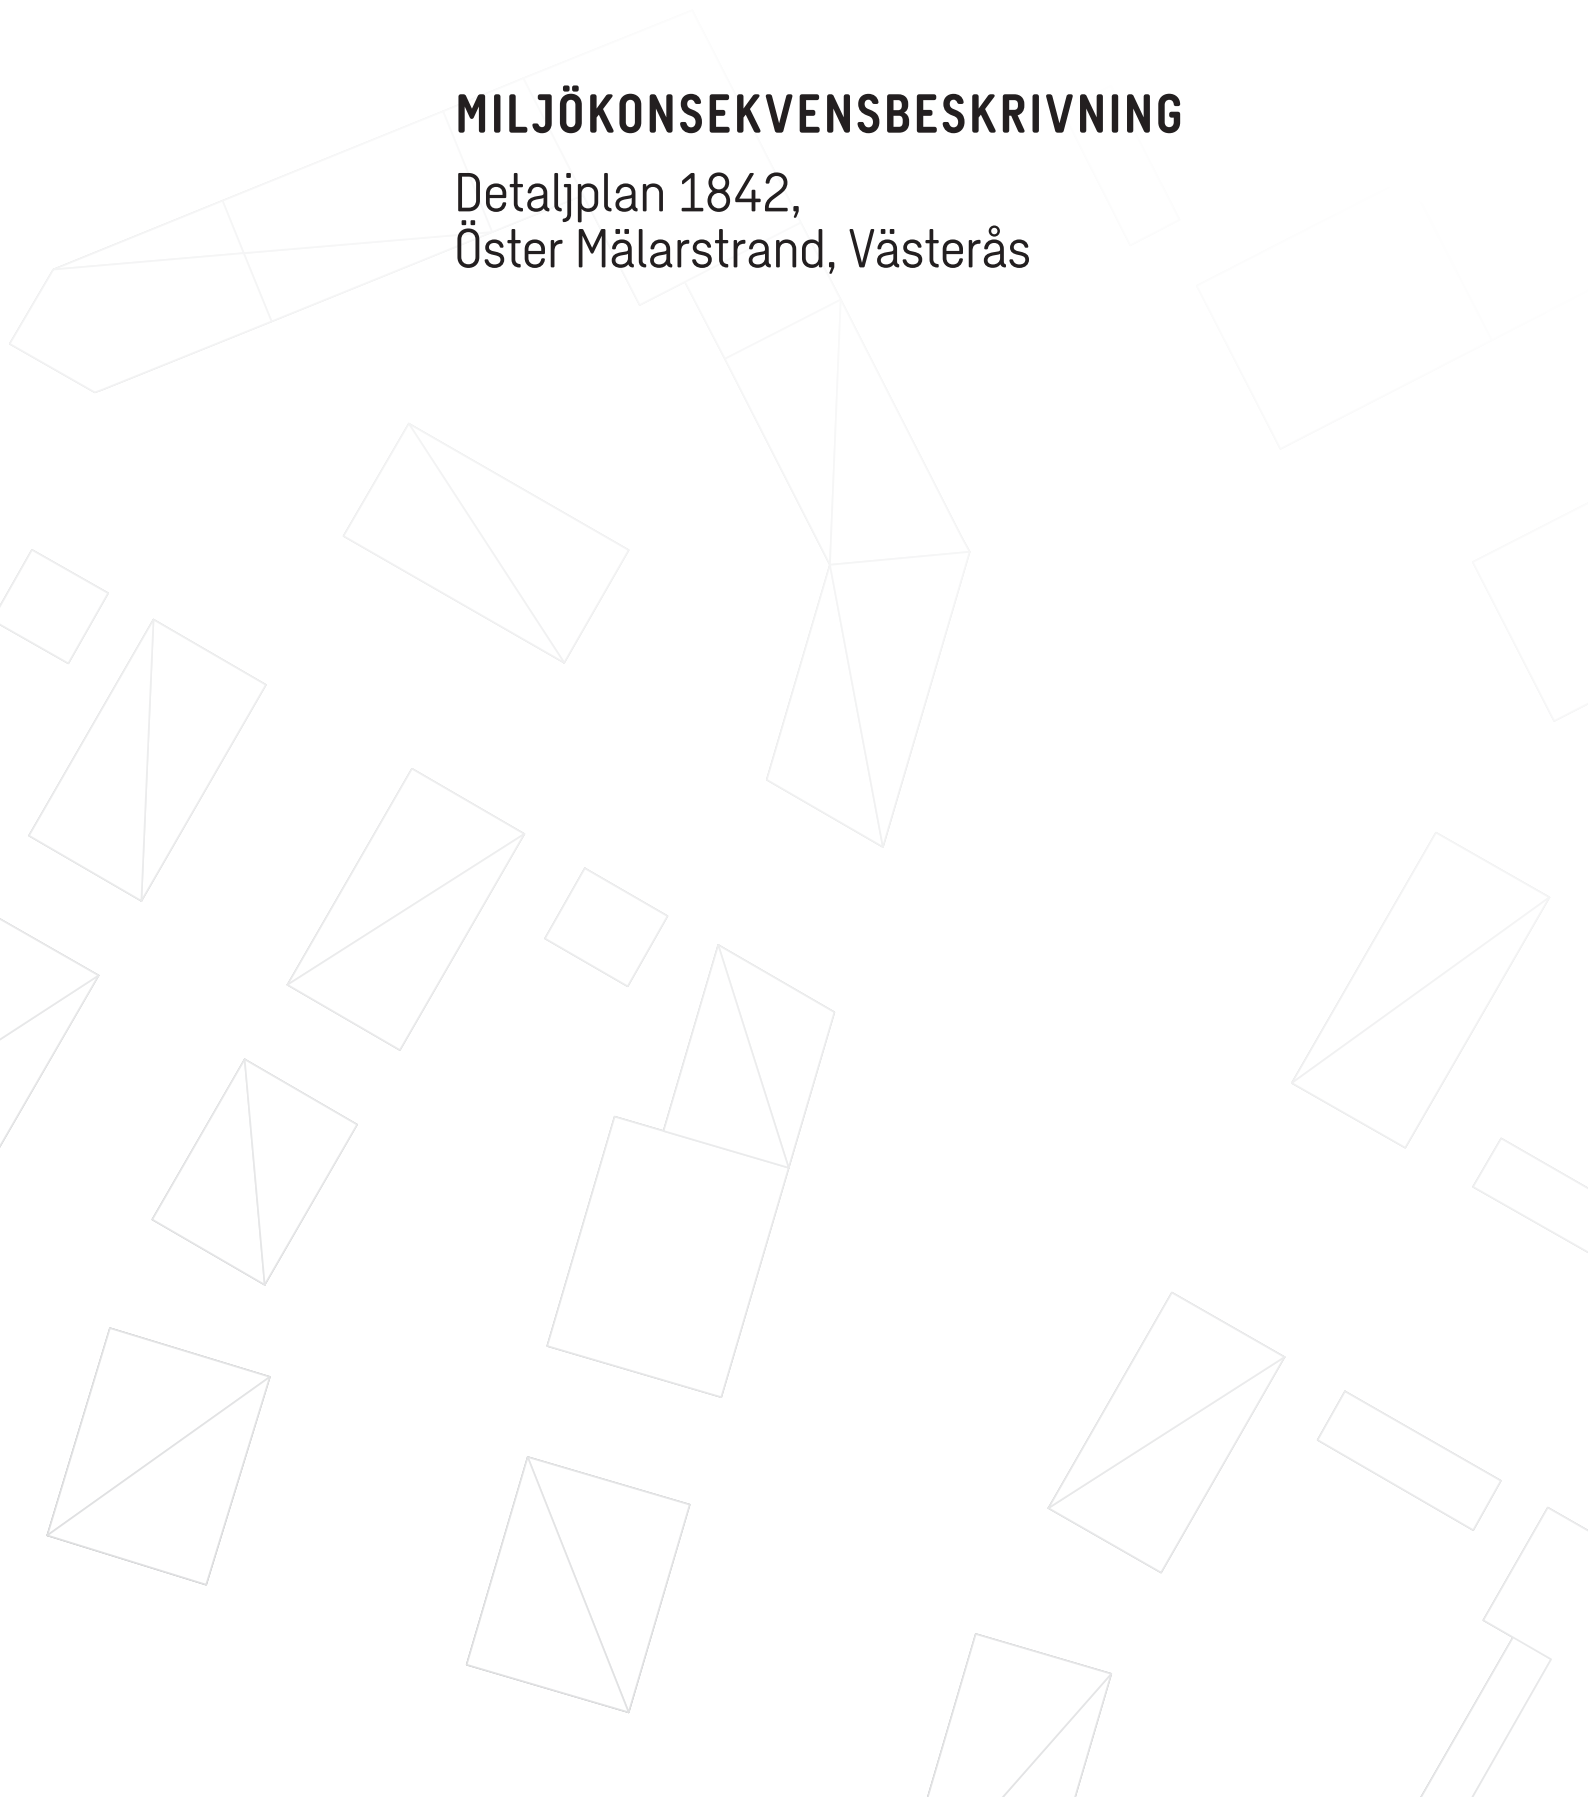 MILJÖKONSEKVENSBESKRIVNING
Detaljplan 1842,
Öster Mälarstrand, Västerås